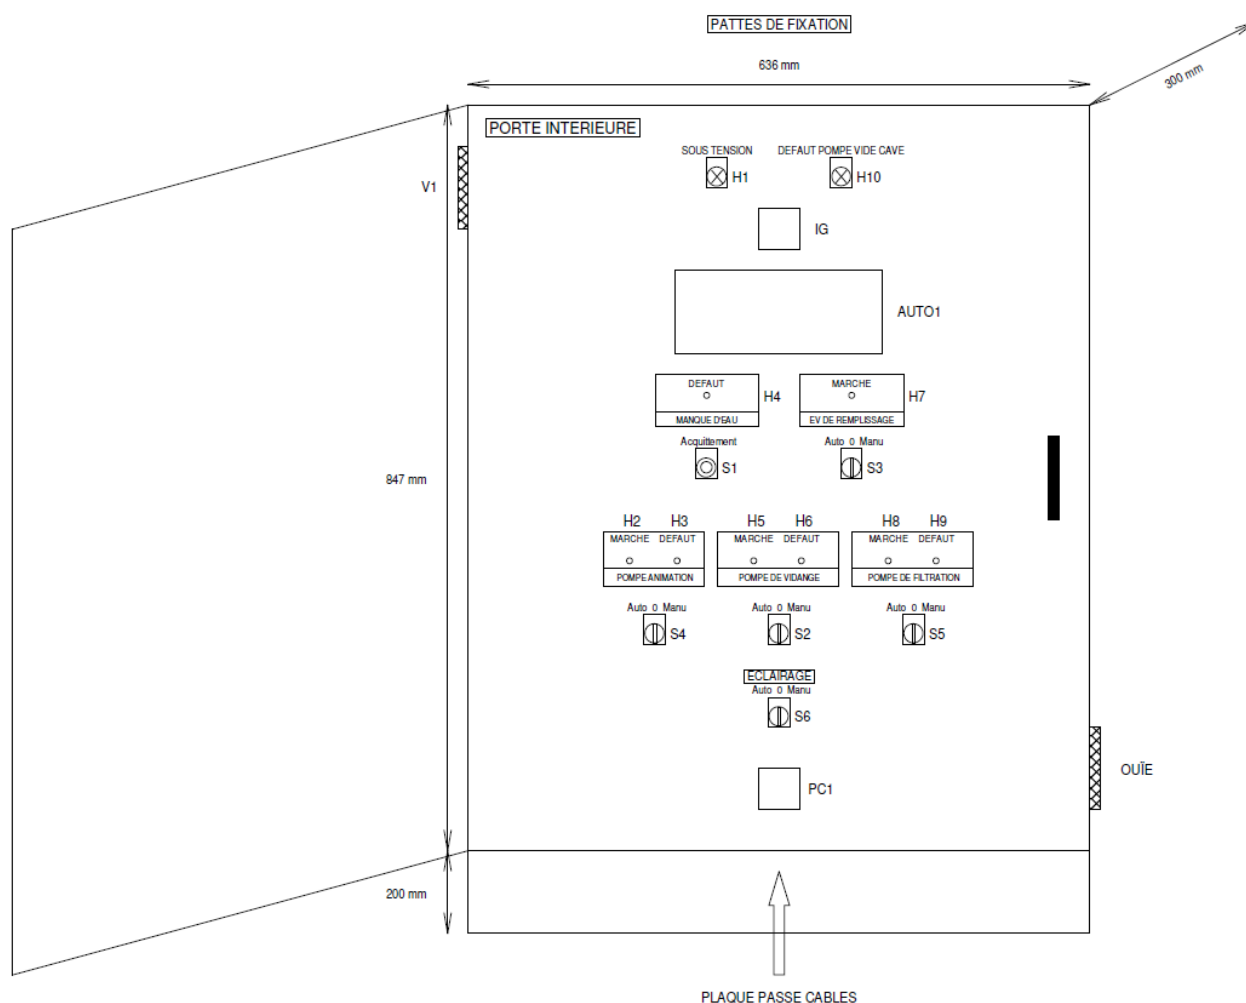 PATTES DE FIXATION
636 mm
300 mm
PORTE INTERIEURE
SOUS TENSION
DEFAUT POMPE VIDE CAVE
H1
H10
V1
IG
AUTO1
DEFAUT
MANQUE D'EAU
H4
MARCHE
EV DE REMPLISSAGE
H7
Acquittement
S1
Auto 0 Manu
S3
847 mm
H2 H3
MARCHE DEFAUT
POMPE ANIMATION
H5 H6
MARCHE DEFAUT
POMPE DE VIDANGE
H8 H9
MARCHE DEFAUT
POMPE DE FILTRATION
Auto 0 Manu
S4
Auto 0 Manu
S2
Auto 0 Manu
S5
ECLAIRAGE
Auto 0 Manu
S6
OUÏE
PC1
200 mm
PLAQUE PASSE CABLES